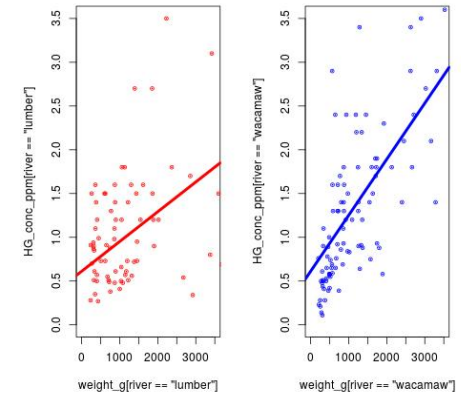 HG_conc_ppm[river == "lumber"]
0.0 0.5 1.0 1.5 2.0 2.5 3.0 3.5
0 1000 2000 3000
weight_g[river == "lumber"]
HG_conc_ppm[river == "wacamaw"]
0.0 0.5 1.0 1.5 2.0 2.5 3.0 3.5
0 1000 2000 3000
weight_g[river == "wacamaw"]